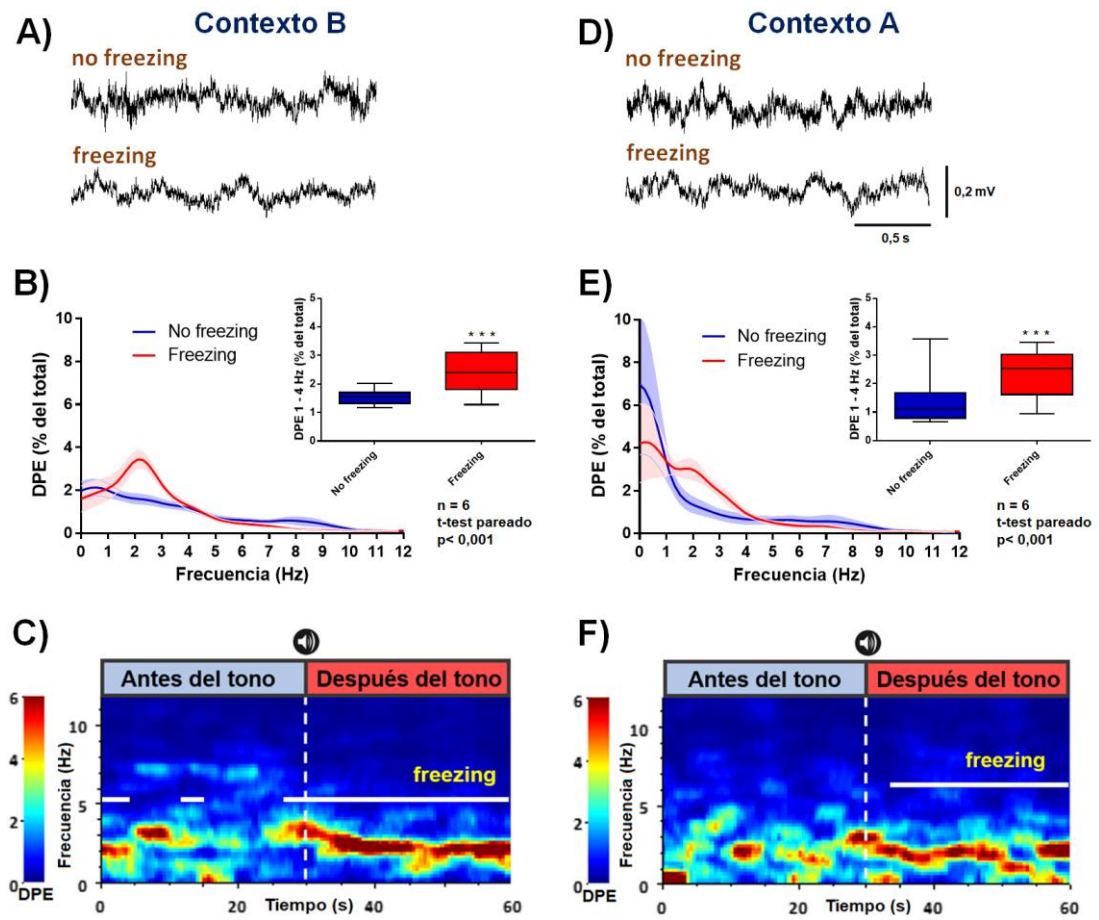 A)
Contexto B
no freezing
freezing
B)
DPE (% del total)
10
8
6
4
2
0
0 1 2 3 4 5 6 7 8 9 10 11 12
Frecuencia (Hz)
No freezing
Freezing
DPE 1 - 4 Hz (% del total)
5
4
3
2
1
0
* * *
No freezing
Freezing
n = 6
t-test pareado
p< 0,001
C)
Antes del tono
Después del tono
6
4
2
0
DPE
Frecuencia (Hz)
10
5
0
freezing
0 20 40 60
Tiempo (s)
D)
Contexto A
no freezing
freezing
0,2 mV
0,5 s
E)
DPE (% del total)
10
8
6
4
2
0
0 1 2 3 4 5 6 7 8 9 10 11 12
Frecuencia (Hz)
No freezing
Freezing
DPE 1 - 4 Hz (% del total)
5
4
3
2
1
0
* * *
No freezing
Freezing
n = 6
t-test pareado
p< 0,001
F)
Antes del tono
Después del tono
6
4
2
0
DPE
Frecuencia (Hz)
10
5
0
freezing
0 20 40 60
Tiempo (s)